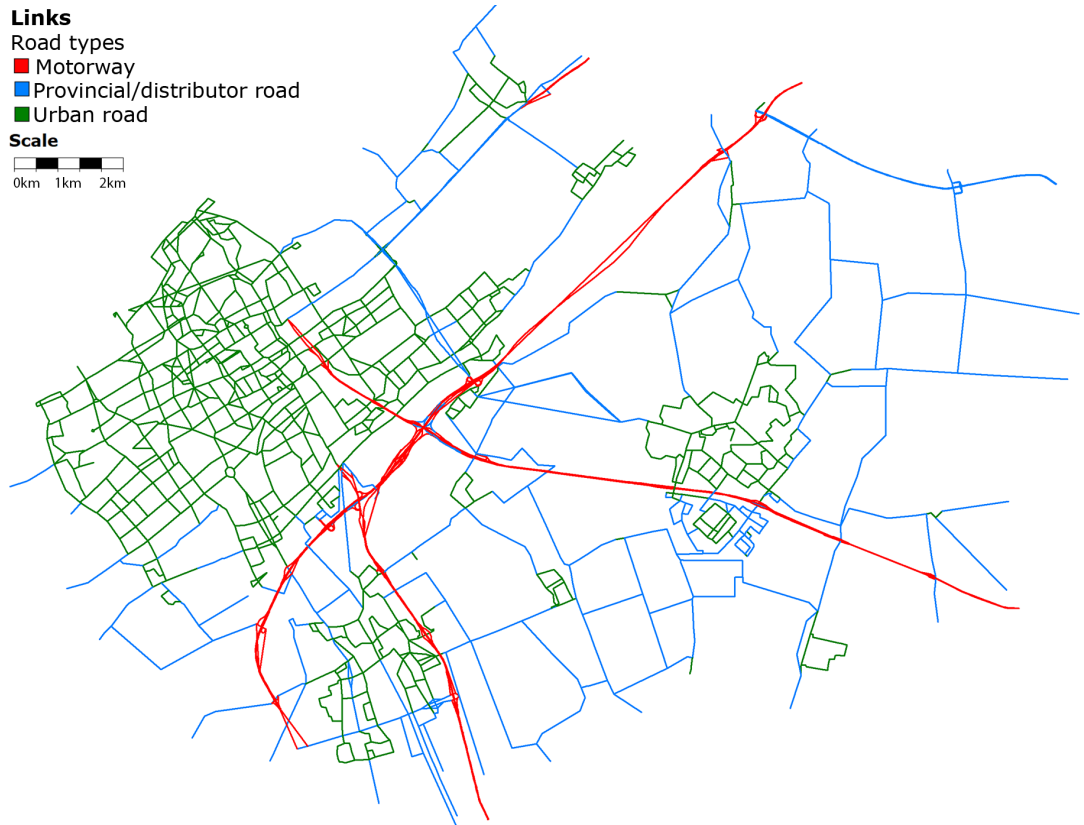 Links
Road types
Motorway
Provincial/distributor road
Urban road
Scale
0km 1km 2km